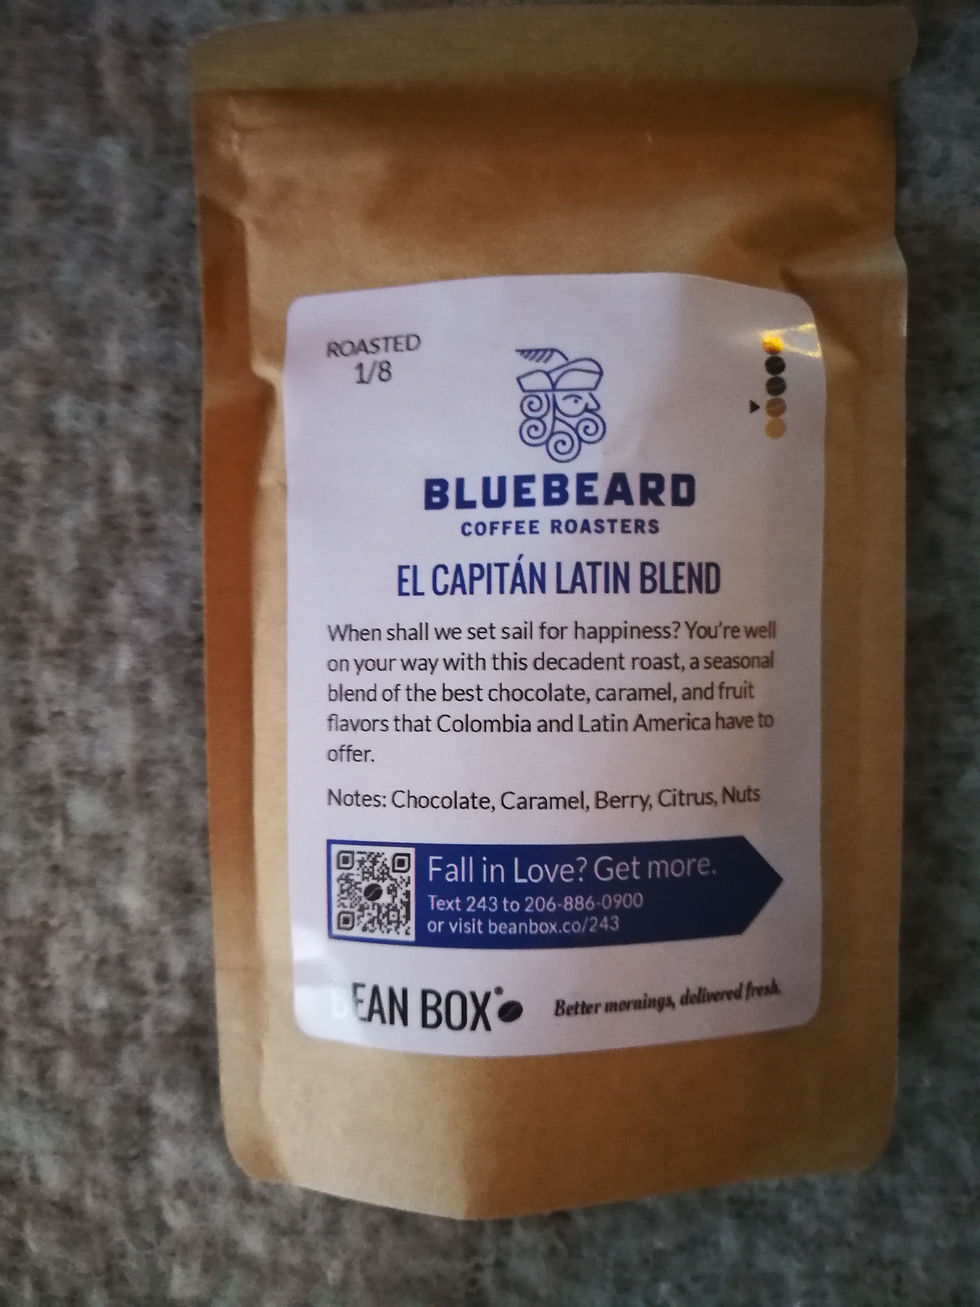 ROASTED
1/8
BLUEBEARD
COFFEE ROASTERS
EL CAPITÁN LATIN BLEND
When shall we set sail for happiness? You're well
on your way with this decadent roast, a seasonal
blend of the best chocolate, caramel, and fruit
flavors that Colombia and Latin America have to
offer.
Notes: Chocolate, Caramel, Berry, Citrus, Nuts
Fall in Love? Get more.
Text 243 to 206-886-0900
or visit beanbox.co/243
BEAN BOX®
Better mornings, delivered fresh.